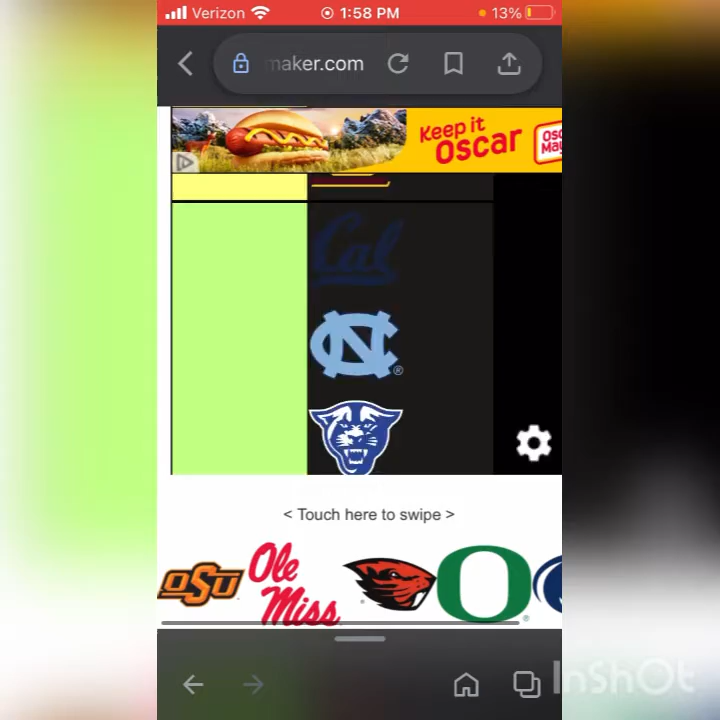 Verizon 1:58 PM 13%
maker.com
Keep it
Oscar
Cal
NC ®
< Touch here to swipe >
OSU Ole Miss O
InShOt